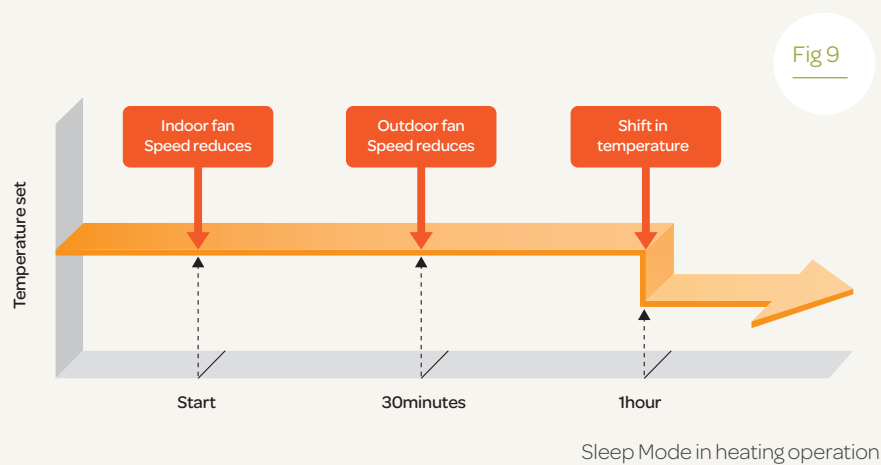 Fig 9
Indoor fan
Speed reduces
Outdoor fan
Speed reduces
Shift in
temperature
Temperature set
Start
30minutes
1hour
Sleep Mode in heating operation